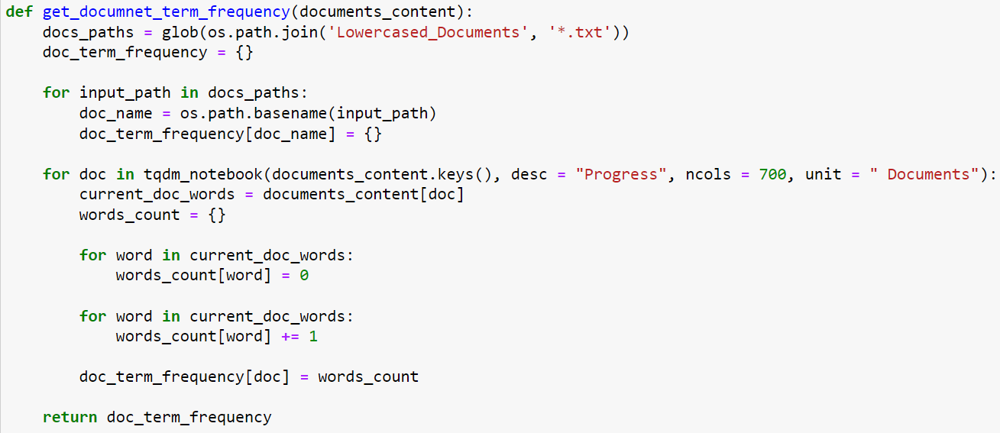 def get_documnet_term_frequency(documents_content):
    docs_paths = glob(os.path.join('Lowercased_Documents', '*.txt'))
    doc_term_frequency = {}

    for input_path in docs_paths:
        doc_name = os.path.basename(input_path)
        doc_term_frequency[doc_name] = {}

    for doc in tqdm_notebook(documents_content.keys(), desc = "Progress", ncols = 700, unit = " Documents"):
        current_doc_words = documents_content[doc]
        words_count = {}

        for word in current_doc_words:
            words_count[word] = 0

        for word in current_doc_words:
            words_count[word] += 1

        doc_term_frequency[doc] = words_count

    return doc_term_frequency